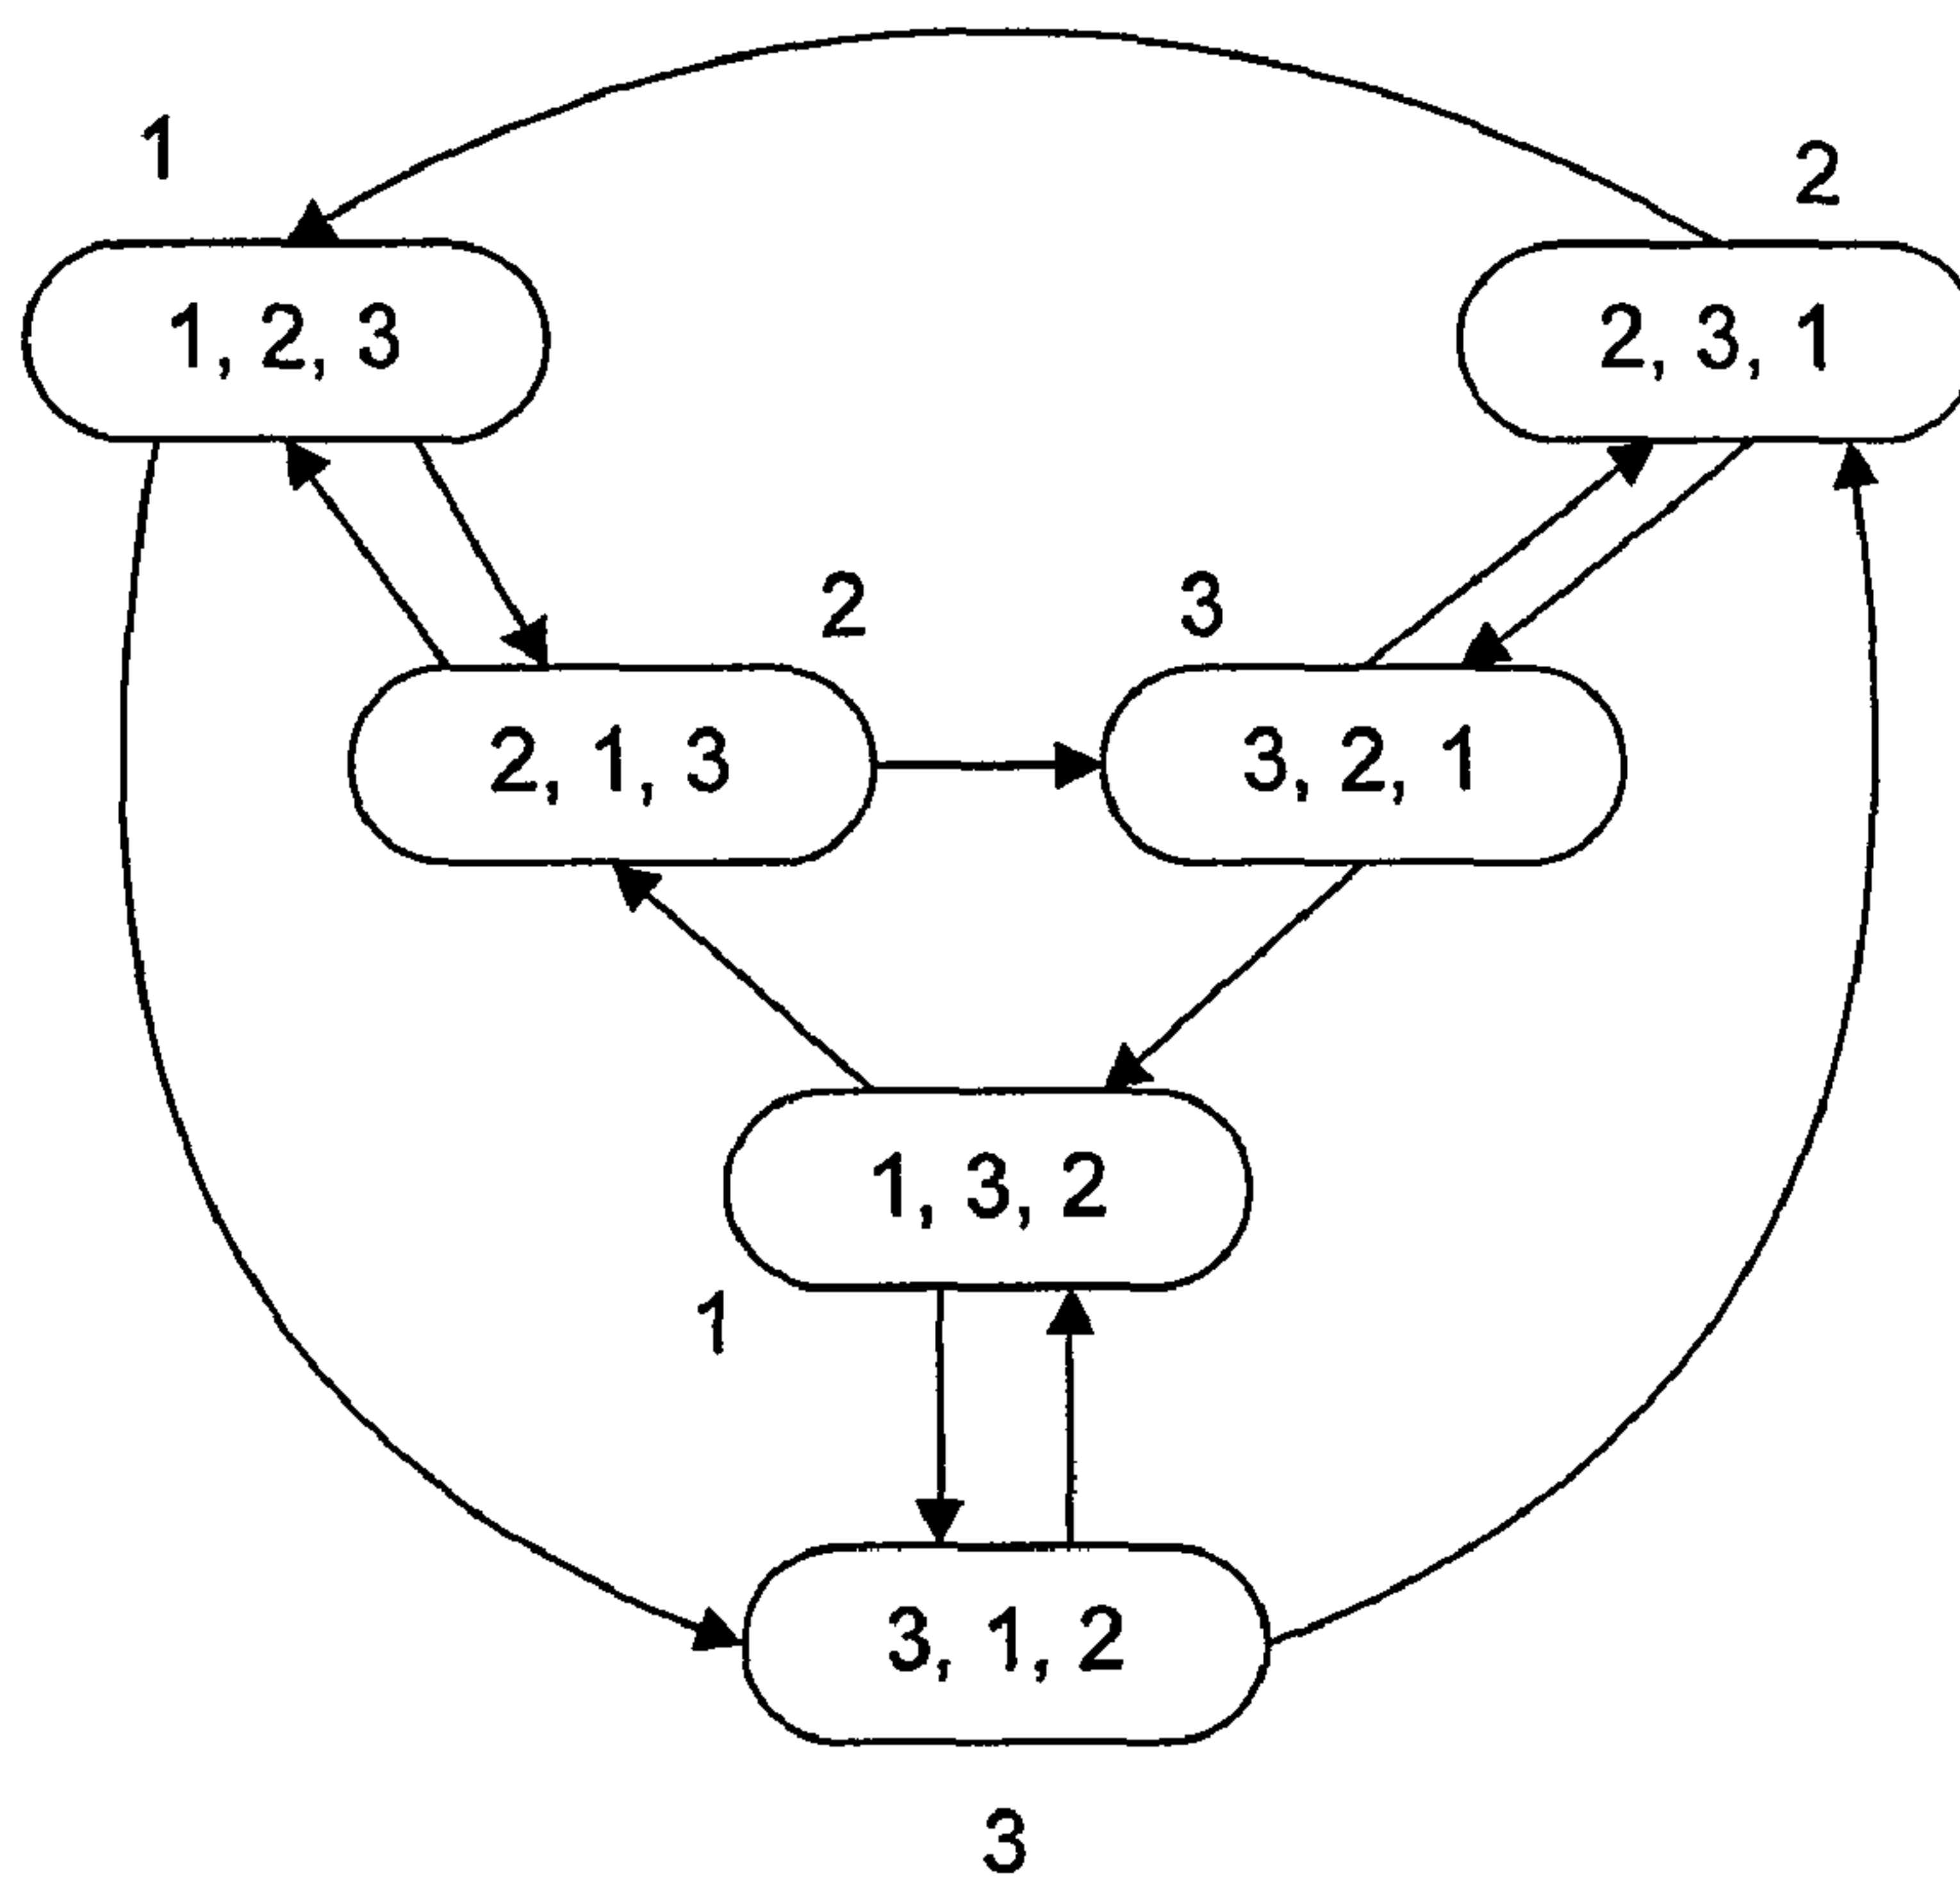 1
2
1, 2, 3
2, 3, 1
2
3
2, 1, 3
3, 2, 1
1, 3, 2
1
3, 1, 2
3